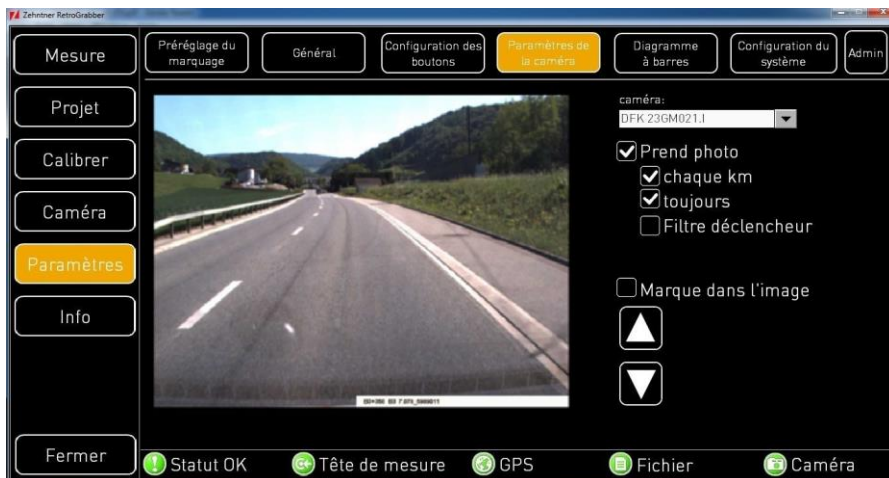 Zehntner RetroGrabber
Mesure
Projet
Calibrer
Caméra
Paramètres
Info
Fermer
Préréglage du
marquage
Général
Configuration des
boutons
Paramètres de
la caméra
Diagramme
à barres
Configuration du
système
Admin
caméra:
DFK 23GM021.I
Prend photo
chaque km
toujours
Filtre déclencheur
Marque dans l'image
Statut OK
Tête de mesure
GPS
Fichier
Caméra